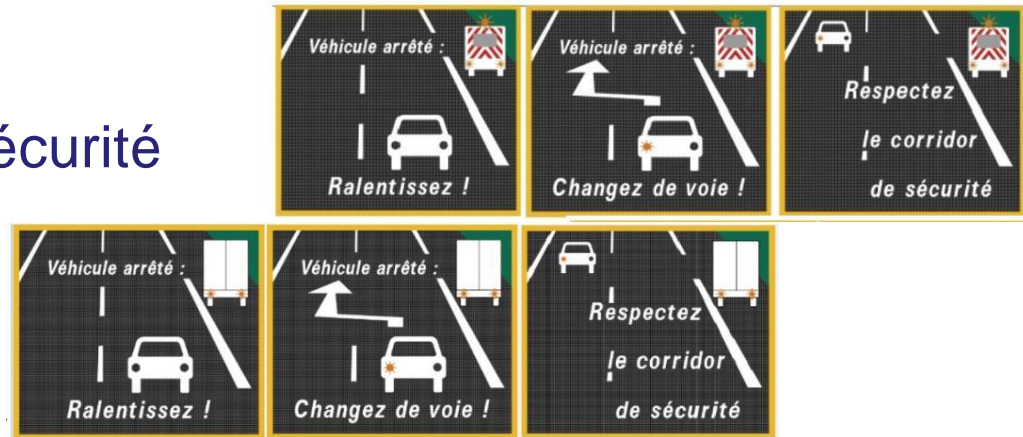 écurité
Véhicule arrêté :
Ralentissez !
Véhicule arrêté :
Changez de voie !
Respectez
le corridor
de sécurité
Véhicule arrêté :
Ralentissez !
Véhicule arrêté :
Changez de voie !
Respectez
le corridor
de sécurité